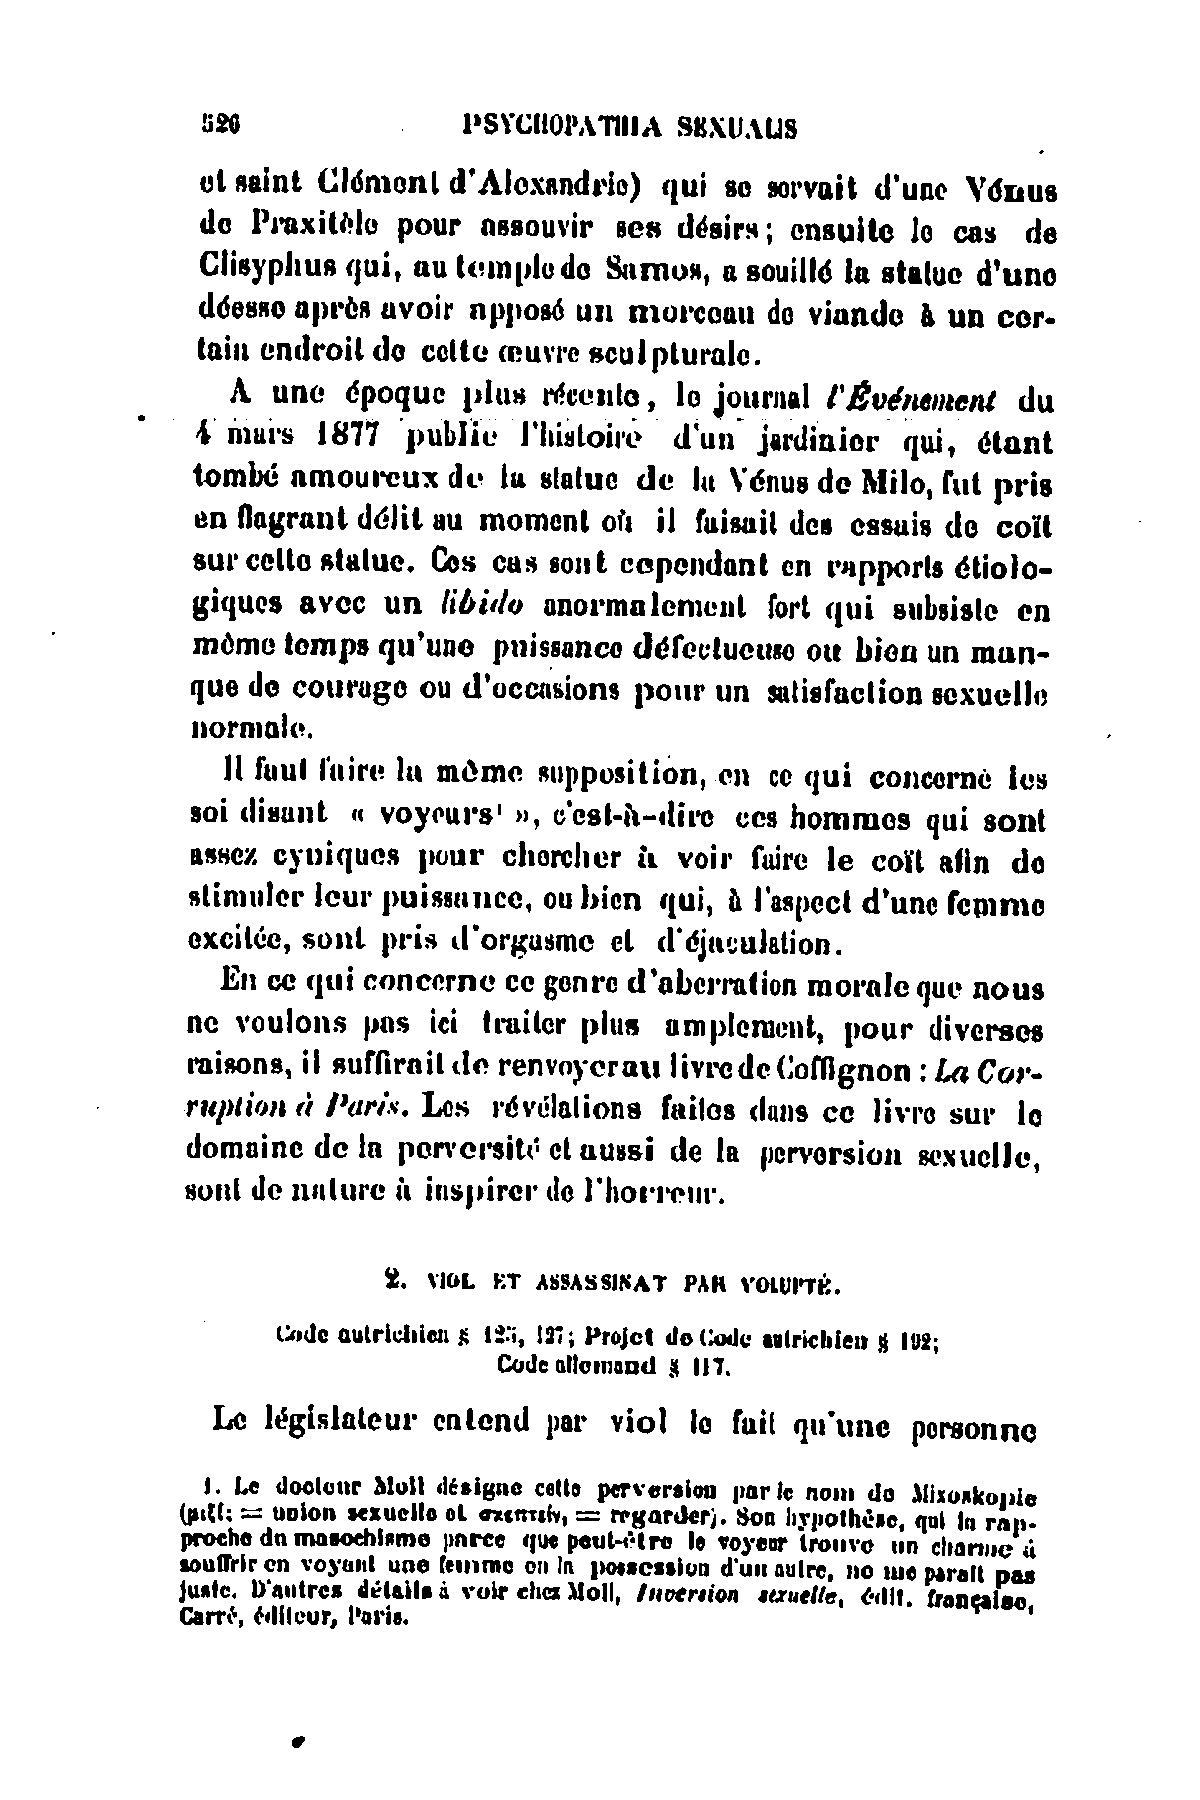 526 PSYCHOPATHIA SEXUALIS
et saint Clément d'Alexandrie) qui se servait d'une Vénus
de Praxitèle pour assouvir ses désirs ; ensuite le cas de
Clisyphus qui, au temple de Samos, a souillé la statue d'une
déesse après avoir apposé un morceau de viande à un cer-
tain endroit de cette œuvre sculpturale.
A une époque plus récente, le journal l'Événement du
4 mars 1877 publie l'histoire d'un jardinier qui, étant
tombé amoureux de la statue de la Vénus de Milo, fut pris
en flagrant délit au moment où il faisait des essais de coït
sur cette statue. Ces cas sont cependant en rapports étiolo-
giques avec un libido anormalement fort qui subsiste en
même temps qu'une puissance défectueuse ou bien un man-
que de courage ou d'occasions pour un satisfaction sexuelle
normale.
Il faut faire la même supposition, en ce qui concerne les
soi disant « voyeurs¹ », c'est-à-dire ces hommes qui sont
assez cyniques pour chercher à voir faire le coït afin de
stimuler leur puissance, ou bien qui, à l'aspect d'une femme
excitée, sont pris d'orgasme et d'éjaculation.
En ce qui concerne ce genre d'aberration morale que nous
ne voulons pas ici traiter plus amplement, pour diverses
raisons, il suffirait de renvoyer au livre de Coffignon : La Cor-
ruption à Paris. Les révélations faites dans ce livre sur le
domaine de la perversité et aussi de la perversion sexuelle,
sont de nature à inspirer de l'horreur.
2. VIOL ET ASSASSINAT PAR VOLUPTÉ.
Code autrichien § 125, 127 ; Projet de Code autrichien § 192 ;
Code allemand § 117.
Le législateur entend par viol le fait qu'une personne
1. Le docteur Moll désigne cette perversion par le nom de Mixoskopie
(μίξις = union sexuelle et = regarder). Son hypothèse, qui la rap-
proche du masochisme parce que peut-être le voyeur trouve un charme à
souffrir en voyant une femme en la possession d'un autre, ne me paraît pas
juste. D'autres détails à voir chez Moll, Inversion sexuelle, édit. française,
Carré, éditeur, Paris.